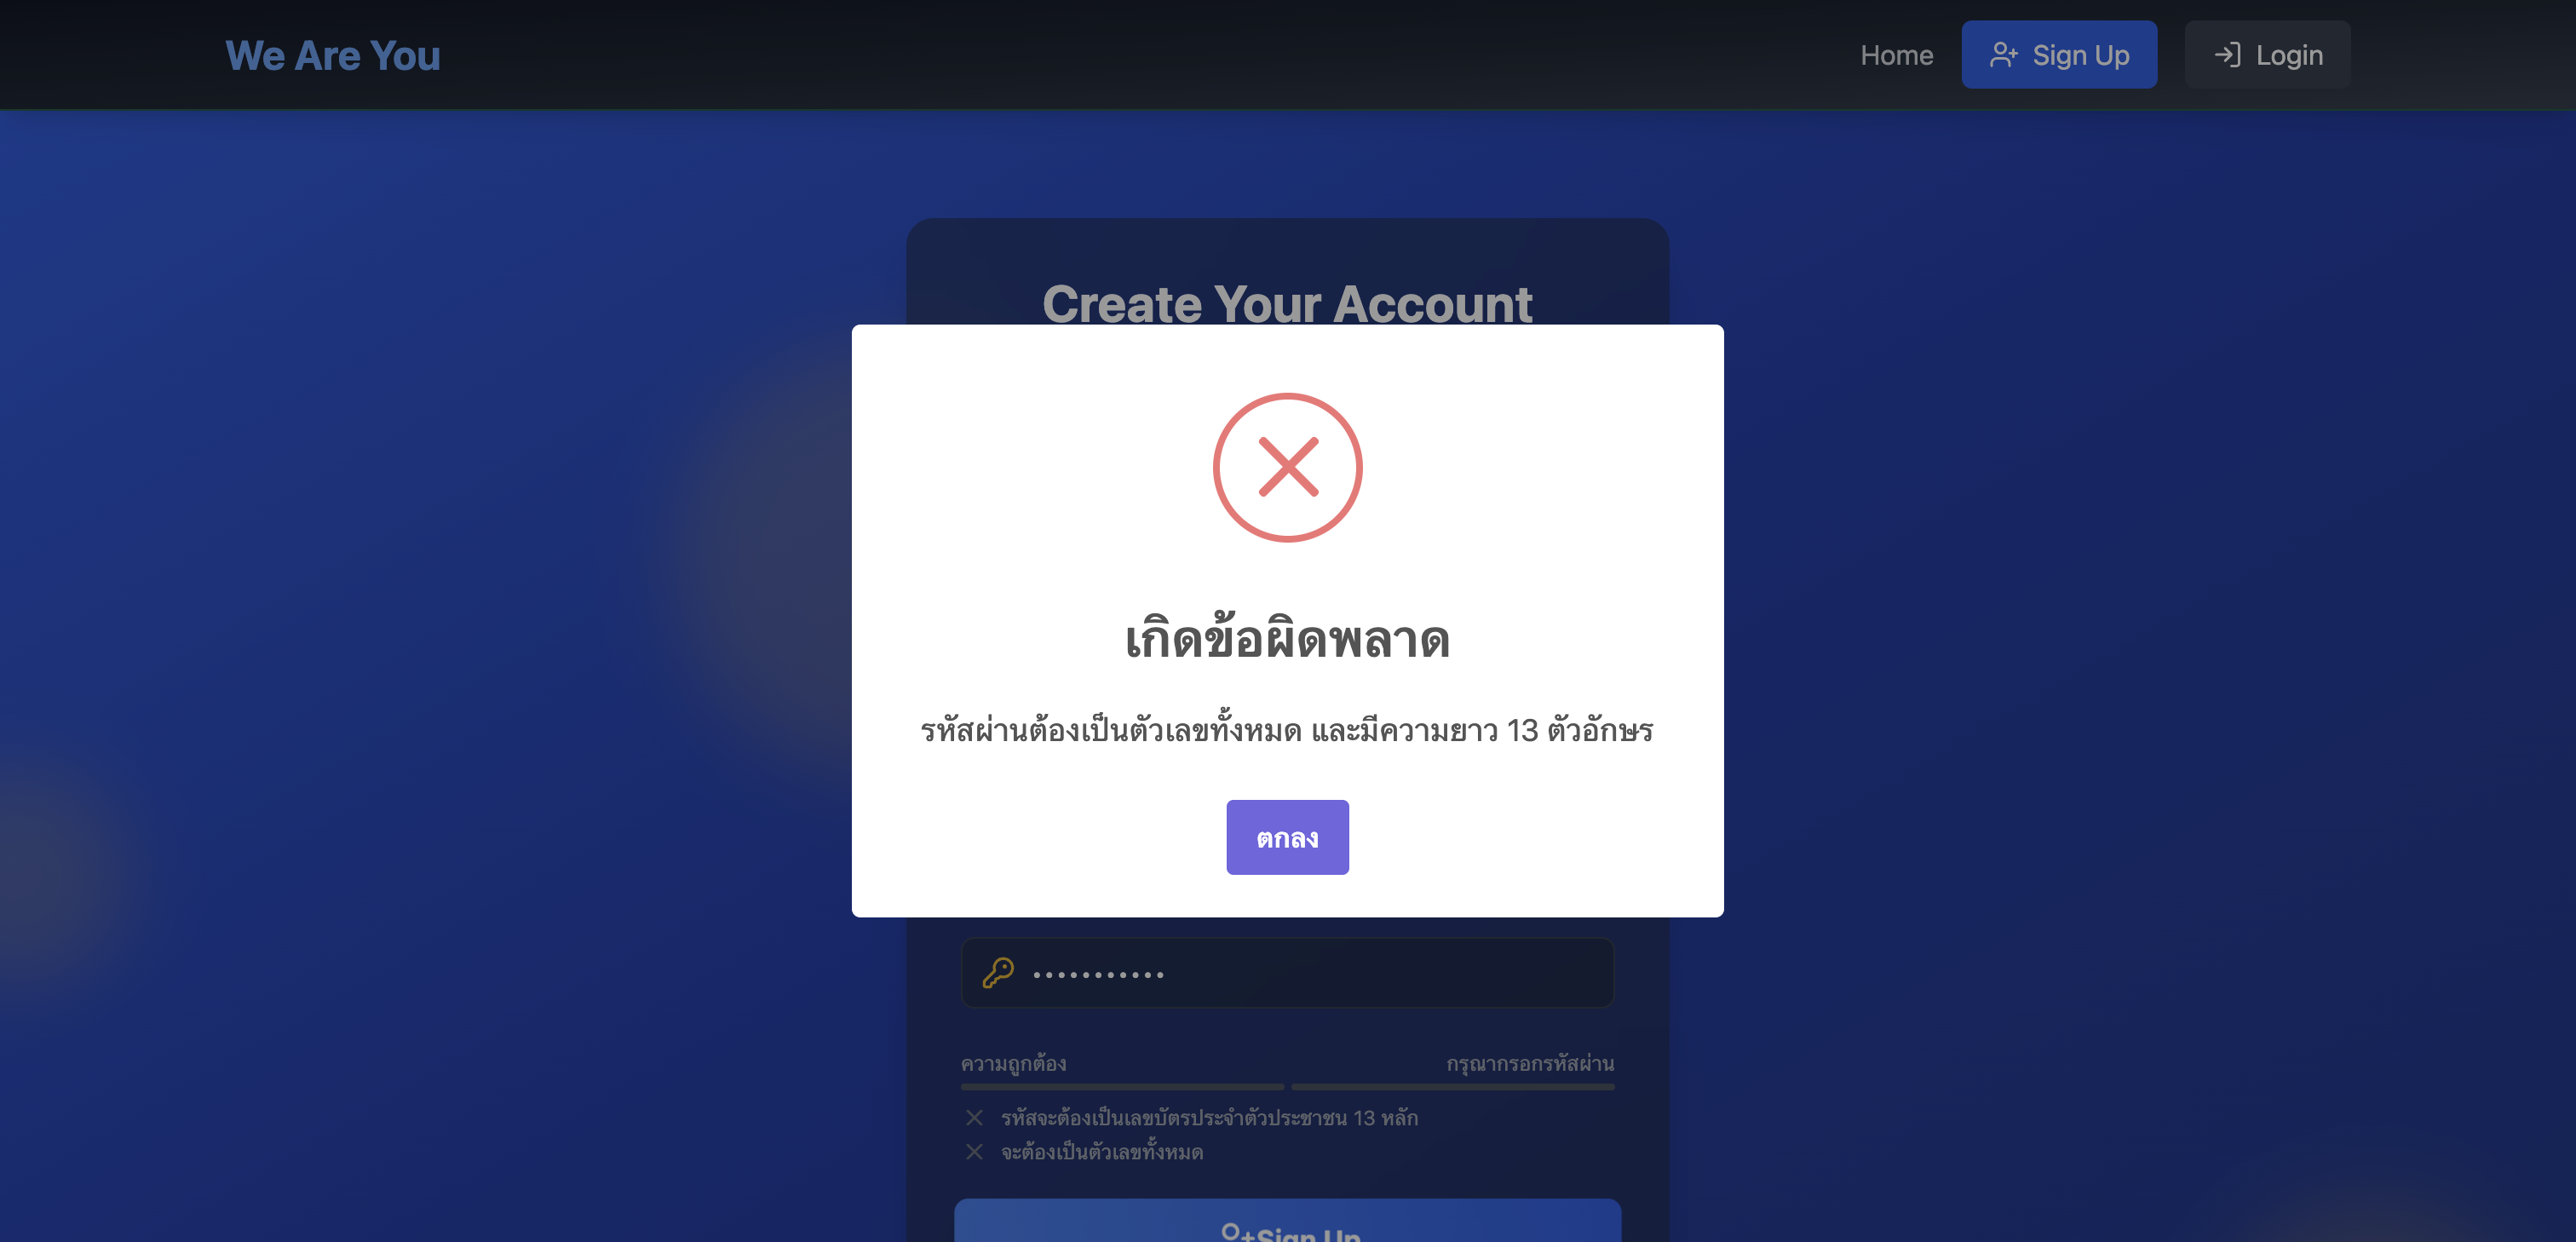 We Are You
Home
Sign Up
Login
Create Your Account
เกิดข้อผิดพลาด
รหัสผ่านต้องเป็นตัวเลขทั้งหมด และมีความยาว 13 ตัวอักษร
ตกลง
ความถูกต้อง
กรุณากรอกรหัสผ่าน
รหัสจะต้องเป็นเลขบัตรประจำตัวประชาชน 13 หลัก
จะต้องเป็นตัวเลขทั้งหมด
Sign Up